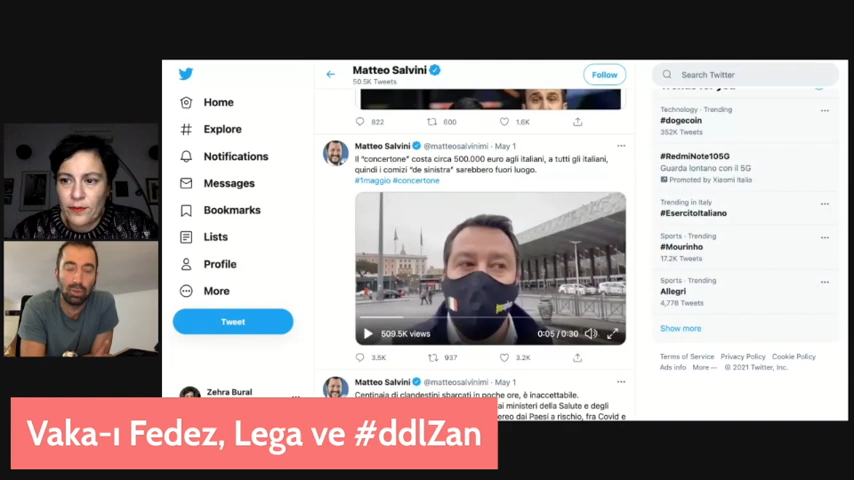 Matteo Salvini
50.5K Tweets
Follow
Search Twitter
Home
Explore
Notifications
Messages
Bookmarks
Lists
Profile
More
Tweet
Zehra Bural
822
600
1.6K
Matteo Salvini @matteosalvinimi · May 1
Il "concertone" costa circa 500.000 euro agli italiani, a tutti gli italiani,
quindi i comizi "de sinistra" sarebbero fuori luogo.
#1maggio #concertone
509.5K views
0:05 / 0:30
3.5K
937
3.2K
Matteo Salvini @matteosalvinimi · May 1
Centinaia di clandestini sbarcati in poche ore, è inaccettabile.
ai ministeri della Salute e degli
ereo dai Paesi a rischio, fra Covid e
Technology · Trending
#dogecoin
352K Tweets
#RedmiNote105G
Guarda lontano con il 5G
Promoted by Xiaomi Italia
Trending in Italy
#EsercitoItaliano
Sports · Trending
#Mourinho
17.2K Tweets
Sports · Trending
Allegri
4,778 Tweets
Show more
Terms of Service Privacy Policy Cookie Policy
Ads info More © 2021 Twitter, Inc.
Vaka-ı Fedez, Lega ve #ddlZan